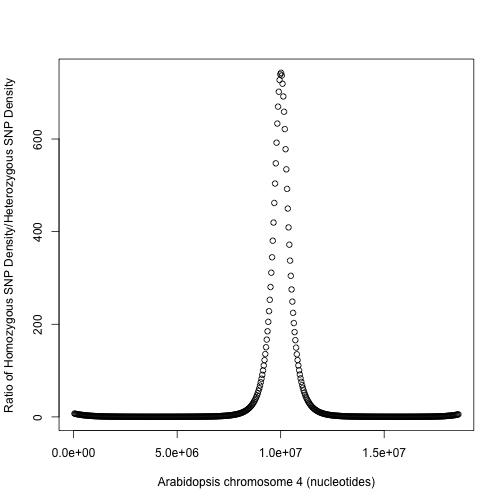 Ratio of Homozygous SNP Density/Heterozygous SNP Density
600
400
200
0
0.0e+00 5.0e+06 1.0e+07 1.5e+07
Arabidopsis chromosome 4 (nucleotides)